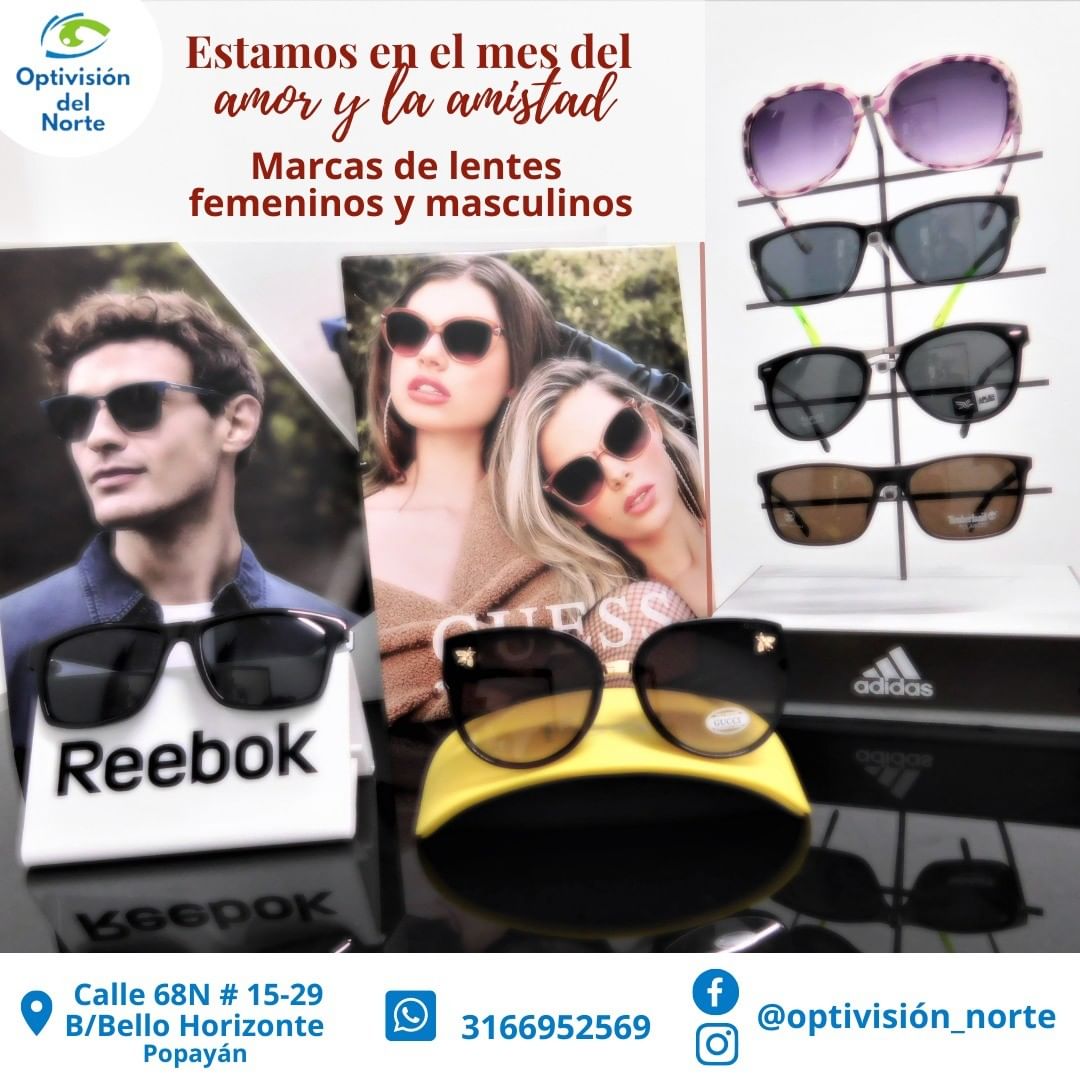 Optivisión
del
Norte
Estamos en el mes del
amor y la amistad
Marcas de lentes
femeninos y masculinos
Timberland
GUESS
adidas
GUCCI
Reebok
Calle 68N # 15-29
B/Bello Horizonte
Popayán
3166952569
@optivisión_norte